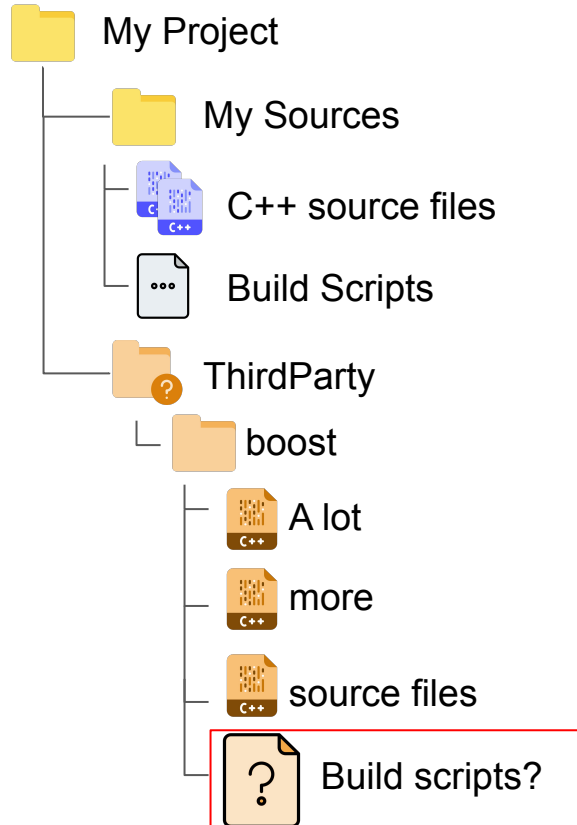 My Project
My Sources
C++
C++
C++ source files
Build Scripts
?
ThirdParty
boost
C++
A lot
C++
more
C++
source files
?
Build scripts?